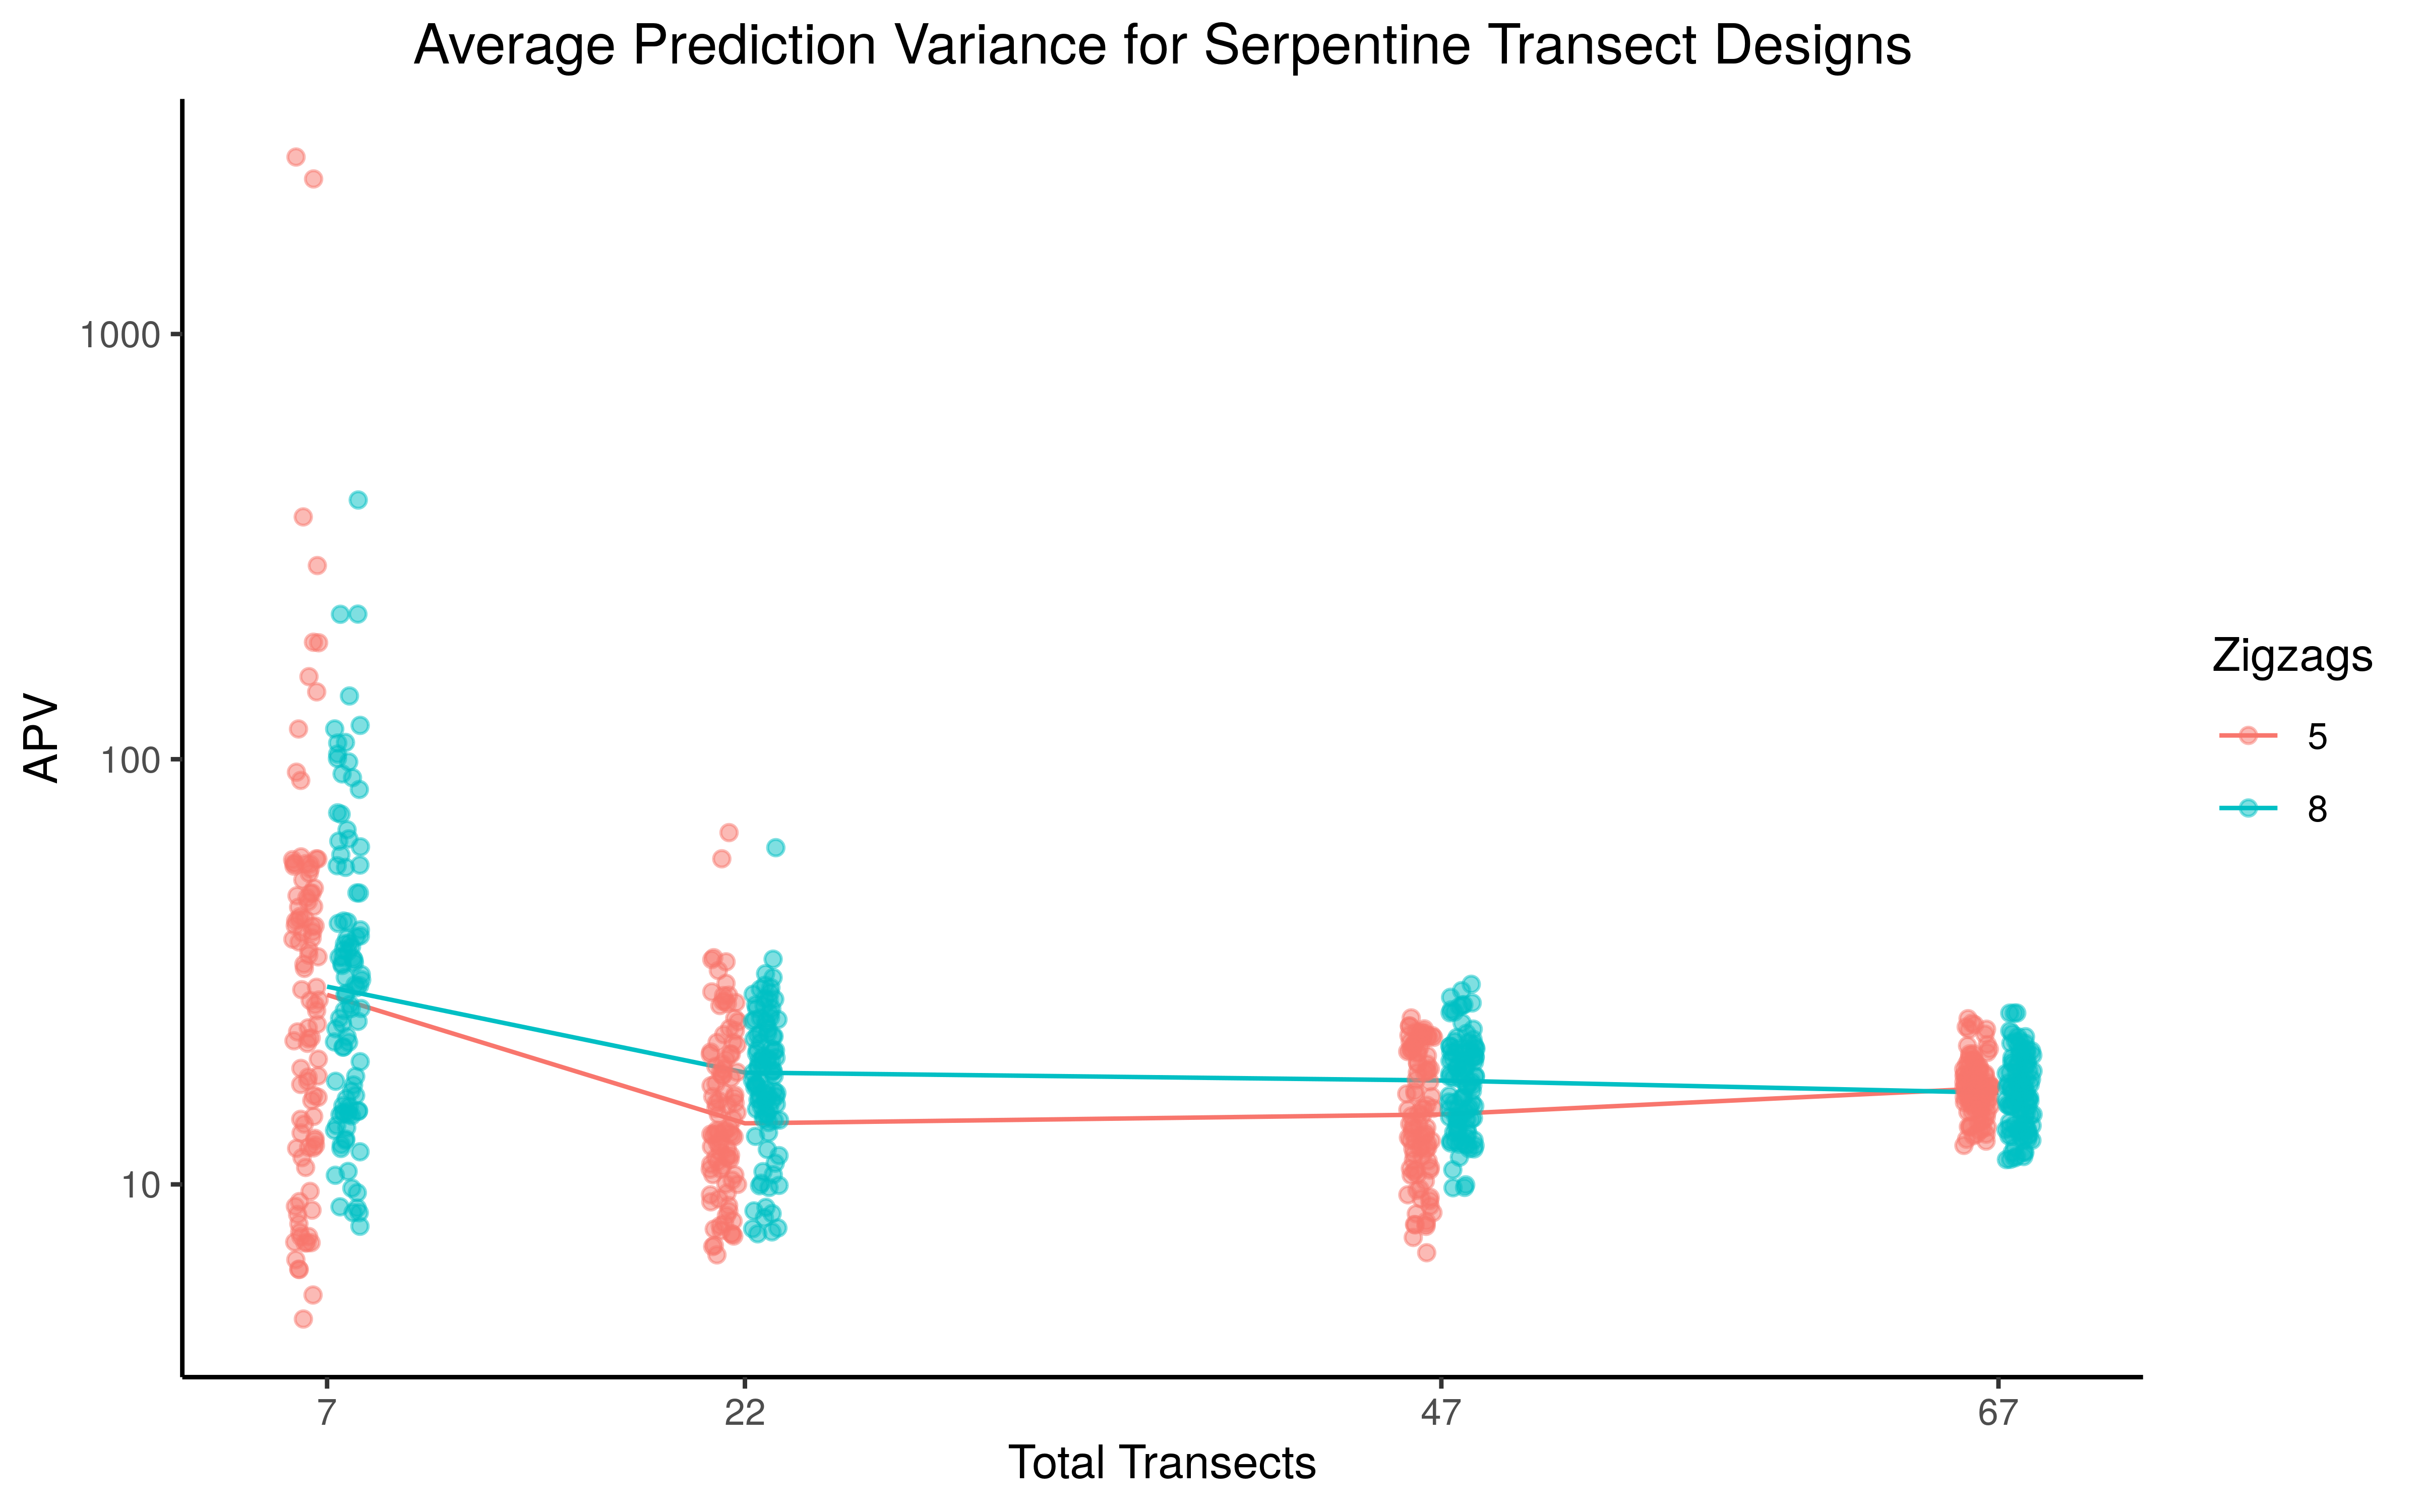 Average Prediction Variance for Serpentine Transect Designs
1000
100
10
APV
7 22 47 67
Total Transects
Zigzags
5
8